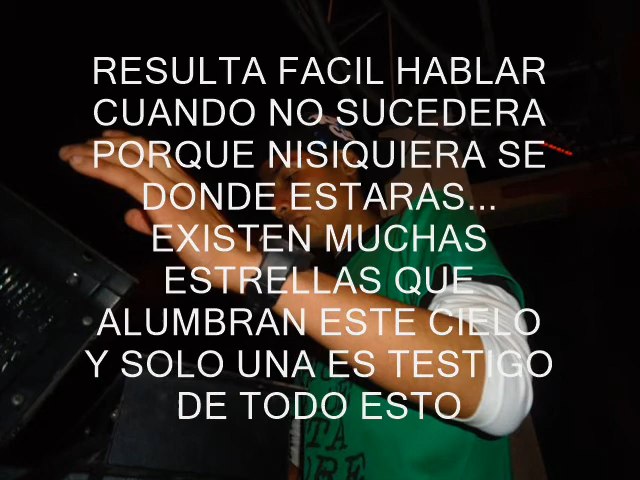 RESULTA FACIL HABLAR
CUANDO NO SUCEDERA
PORQUE NISIQUIERA SE
DONDE ESTARAS...
EXISTEN MUCHAS
ESTRELLAS QUE
ALUMBRAN ESTE CIELO
Y SOLO UNA ES TESTIGO
DE TODO ESTO